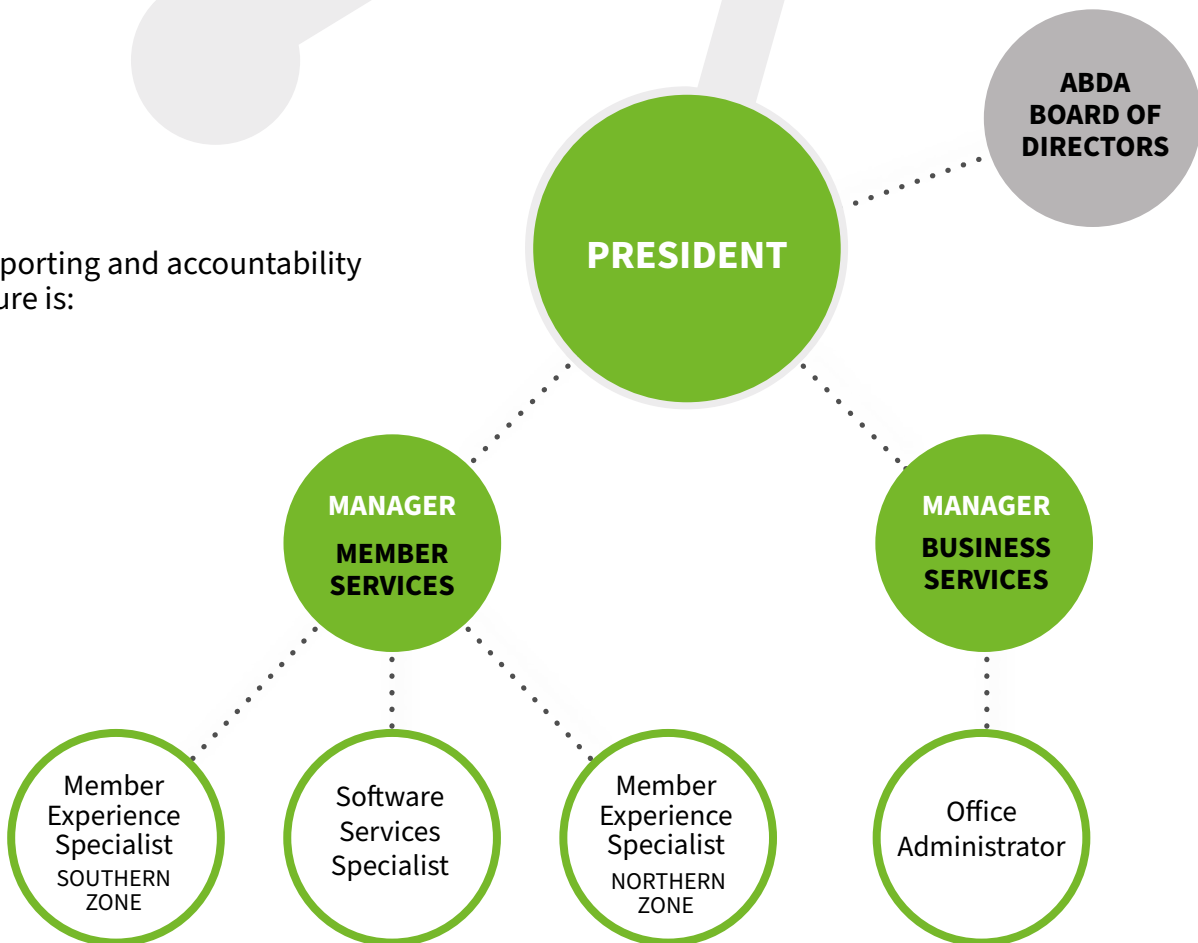 ABDA
BOARD OF
DIRECTORS
PRESIDENT
porting and accountability
ure is:
MANAGER
MEMBER
SERVICES
MANAGER
BUSINESS
SERVICES
Member
Experience
Specialist
SOUTHERN
ZONE
Software
Services
Specialist
Member
Experience
Specialist
NORTHERN
ZONE
Office
Administrator